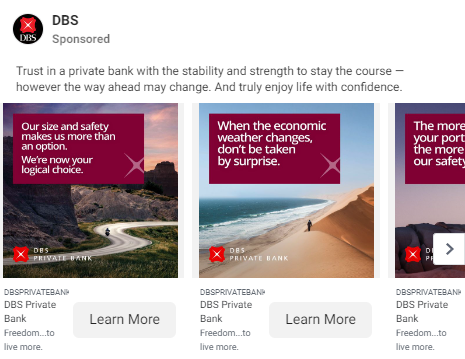 DBS
Sponsored
DBS
Trust in a private bank with the stability and strength to stay the course —
however the way ahead may change. And truly enjoy life with confidence.
Our size and safety
makes us more than
an option.
We're now your
logical choice.
DBS
PRIVATE BANK
When the economic
weather changes,
don't be taken
by surprise.
DBS
PRIVATE BANK
The more
your port
the more
our safety
DBS
PRIVATE
DBSPRIVATEBANK
DBS Private
Bank
Freedom...to
live more.
Learn More
DBSPRIVATEBANK
DBS Private
Bank
Freedom...to
live more.
Learn More
DBSPRIVATEBANK
DBS Private
Bank
Freedom...to
live more.